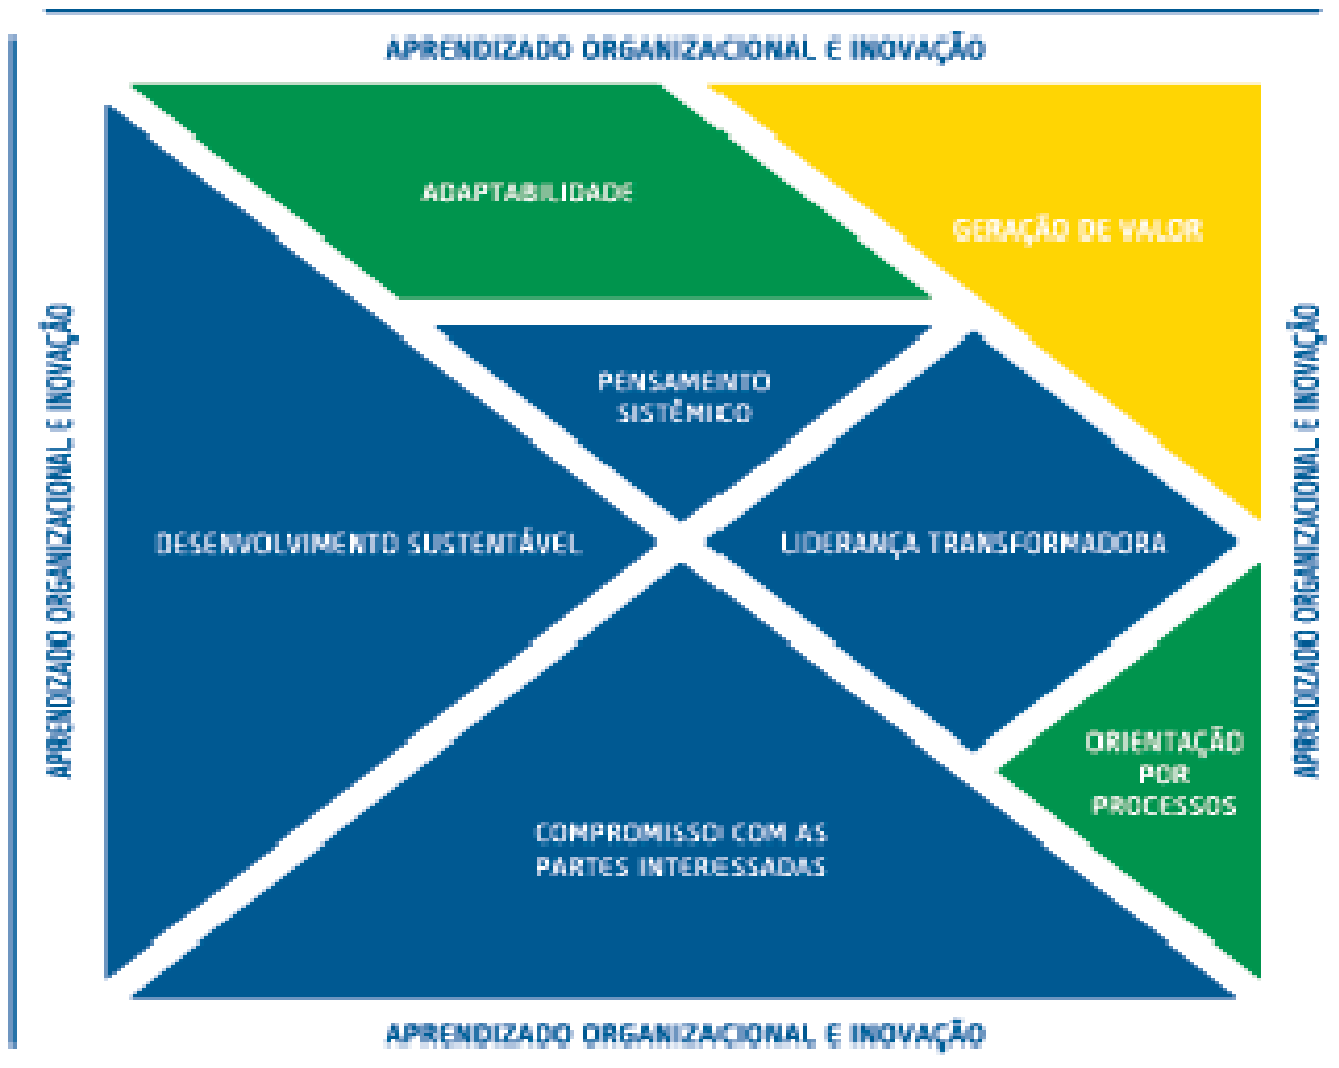 APRENDIZADO ORGANIZACIONAL E INOVAÇÃO
ADAPTABILIDADE
GERAÇÃO DE VALOR
APRENDIZADO ORGANIZACIONAL E INOVAÇÃO
APRENDIZADO ORGANIZACIONAL E INOVAÇÃO
PENSAMENTO
SISTÊMICO
DESENVOLVIMENTO SUSTENTÁVEL
LIDERANÇA TRANSFORMADORA
ORIENTAÇÃO
POR
PROCESSOS
COMPROMISSO COM AS
PARTES INTERESSADAS
APRENDIZADO ORGANIZACIONAL E INOVAÇÃO